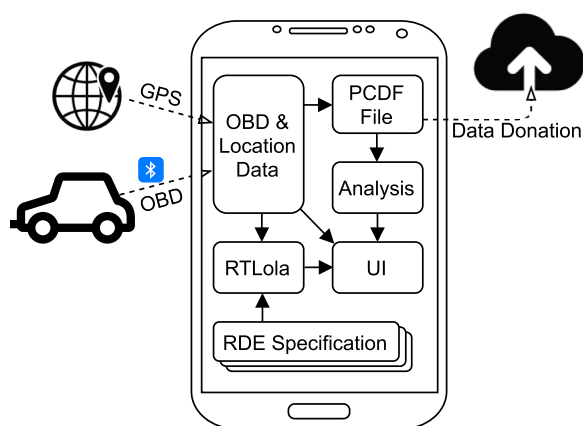 GPS
OBD
OBD &
Location
Data
PCDF
File
Data Donation
Analysis
RTLola
UI
RDE Specification